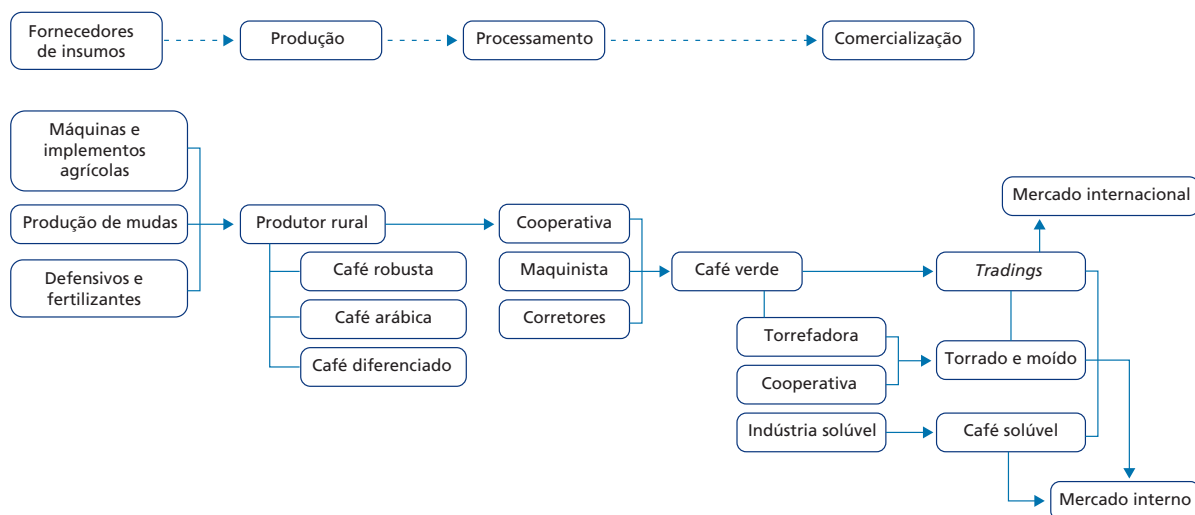 Fornecedores
de insumos
Produção
Processamento
Comercialização
Máquinas e
implementos
agrícolas
Produção de mudas
Defensivos e
fertilizantes
Produtor rural
Café robusta
Café arábica
Café diferenciado
Cooperativa
Maquinista
Corretores
Café verde
Torrefadora
Cooperativa
Indústria solúvel
Mercado internacional
Tradings
Torrado e moído
Café solúvel
Mercado interno